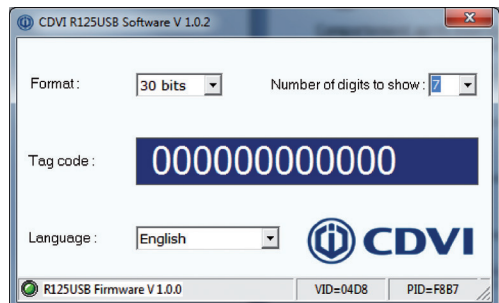 CDVI R125USB Software V 1.0.2
Format : 30 bits Number of digits to show : 7
Tag code : 000000000000
Language : English CDVI
R125USB Firmware V 1.0.0 VID=04D8 PID=F8B7